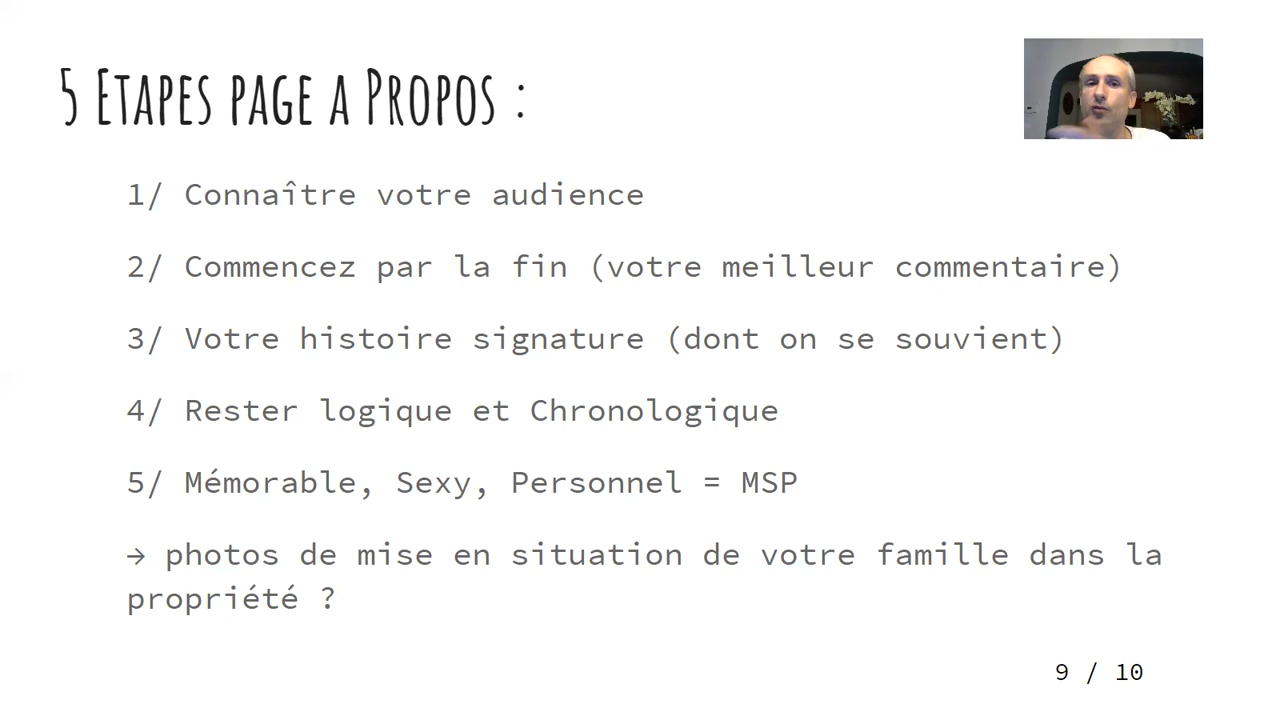 5 Etapes page a Propos :
1/ Connaître votre audience
2/ Commencez par la fin (votre meilleur commentaire)
3/ Votre histoire signature (dont on se souvient)
4/ Rester logique et Chronologique
5/ Mémorable, Sexy, Personnel = MSP
→ photos de mise en situation de votre famille dans la
propriété ?
9 / 10